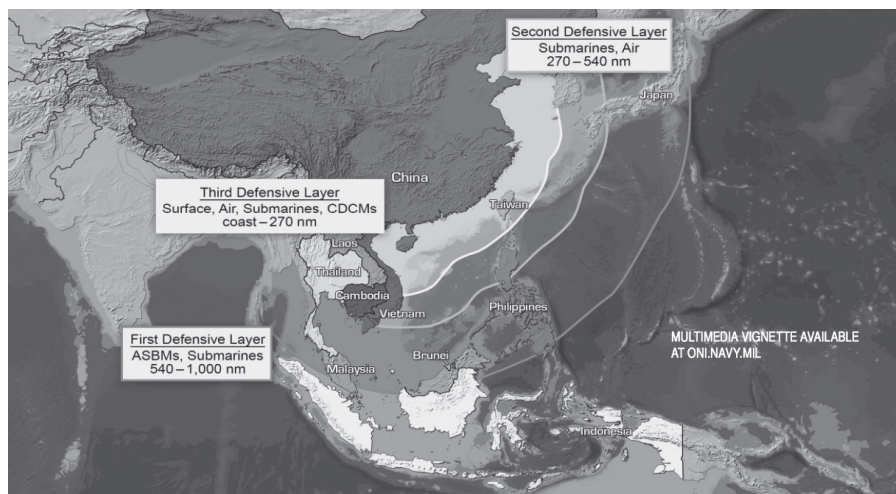 Second Defensive Layer
Submarines, Air
270 – 540 nm
Japan
China
Third Defensive Layer
Surface, Air, Submarines, CDCMs
coast – 270 nm
Taiwan
Laos
Thailand
Cambodia
Vietnam
Philippines
First Defensive Layer
ASBMs, Submarines
540 – 1,000 nm
Brunei
Malaysia
MULTIMEDIA VIGNETTE AVAILABLE
AT ONI.NAVY.MIL
Indonesia